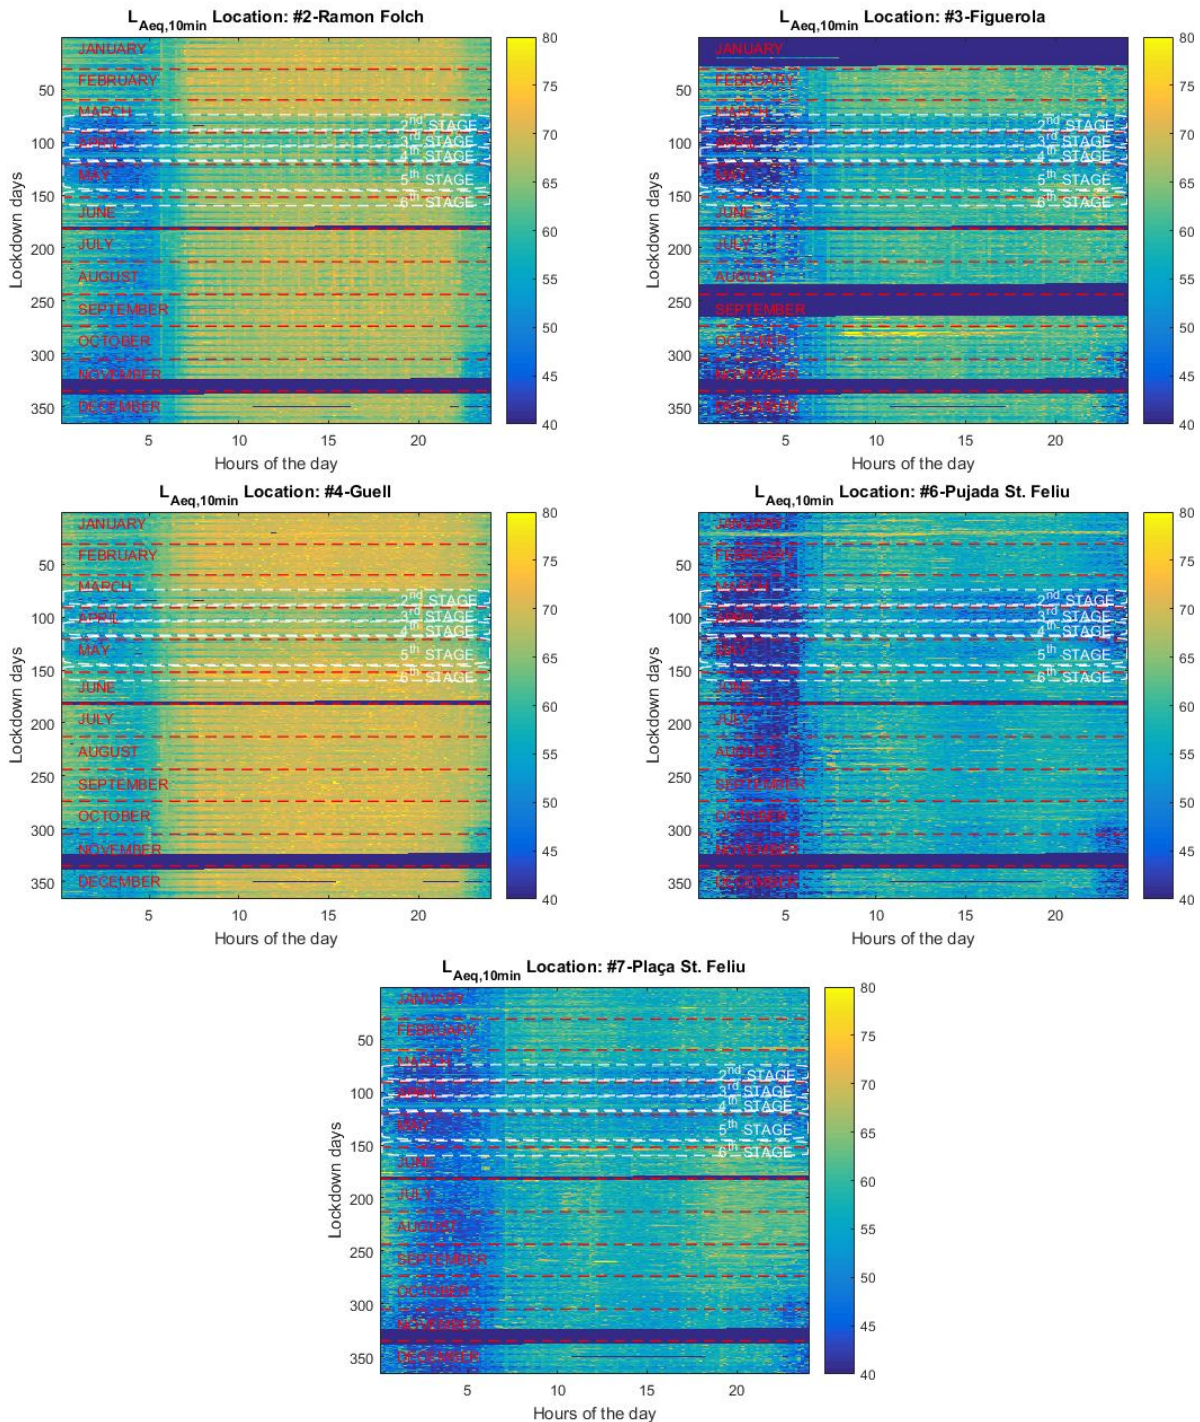 L_Aeq,10min Location: #2-Ramon Folch
80
75
70
65
60
55
50
45
40
JANUARY
FEBRUARY
MARCH
APRIL
MAY
JUNE
JULY
AUGUST
SEPTEMBER
OCTOBER
NOVEMBER
DECEMBER
2nd STAGE
3rd STAGE
4th STAGE
5th STAGE
6th STAGE
50
100
150
200
250
300
350
Lockdown days
5 10 15 20
Hours of the day
L_Aeq,10min Location: #3-Figuerola
80
75
70
65
60
55
50
45
40
JANUARY
FEBRUARY
MARCH
APRIL
MAY
JUNE
JULY
AUGUST
SEPTEMBER
OCTOBER
NOVEMBER
DECEMBER
2nd STAGE
3rd STAGE
4th STAGE
5th STAGE
6th STAGE
50
100
150
200
250
300
350
Lockdown days
5 10 15 20
Hours of the day
L_Aeq,10min Location: #4-Guell
80
75
70
65
60
55
50
45
40
JANUARY
FEBRUARY
MARCH
APRIL
MAY
JUNE
JULY
AUGUST
SEPTEMBER
OCTOBER
NOVEMBER
DECEMBER
2nd STAGE
3rd STAGE
4th STAGE
5th STAGE
6th STAGE
50
100
150
200
250
300
350
Lockdown days
5 10 15 20
Hours of the day
L_Aeq,10min Location: #6-Pujada St. Feliu
80
75
70
65
60
55
50
45
40
JANUARY
FEBRUARY
MARCH
APRIL
MAY
JUNE
JULY
AUGUST
SEPTEMBER
OCTOBER
NOVEMBER
DECEMBER
2nd STAGE
3rd STAGE
4th STAGE
5th STAGE
6th STAGE
50
100
150
200
250
300
350
Lockdown days
5 10 15 20
Hours of the day
L_Aeq,10min Location: #7-Plaça St. Feliu
80
75
70
65
60
55
50
45
40
JANUARY
FEBRUARY
MARCH
APRIL
MAY
JUNE
JULY
AUGUST
SEPTEMBER
OCTOBER
NOVEMBER
DECEMBER
2nd STAGE
3rd STAGE
4th STAGE
5th STAGE
6th STAGE
50
100
150
200
250
300
350
Lockdown days
5 10 15 20
Hours of the day